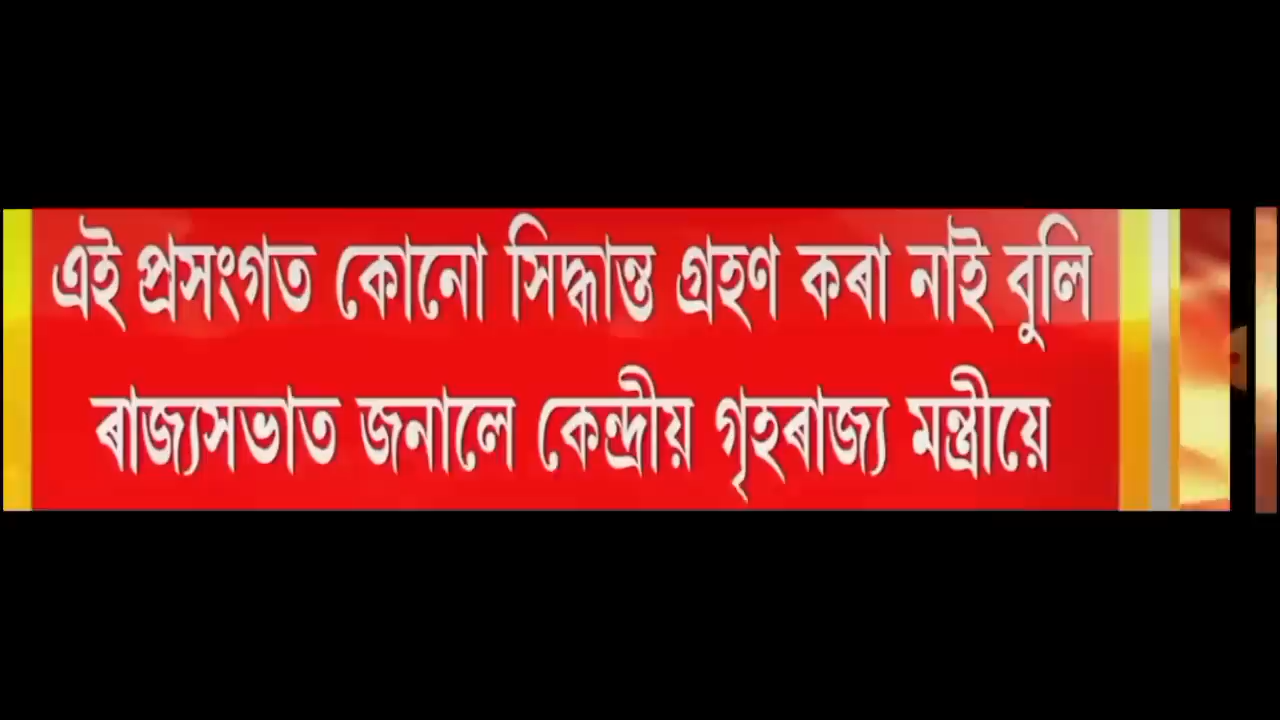 এই প্ৰসংগত কোনো সিদ্ধান্ত গ্ৰহণ কৰা নাই বুলি
ৰাজ্যসভাত জনালে কেন্দ্ৰীয় গৃহৰাজ্য মন্ত্ৰীয়ে